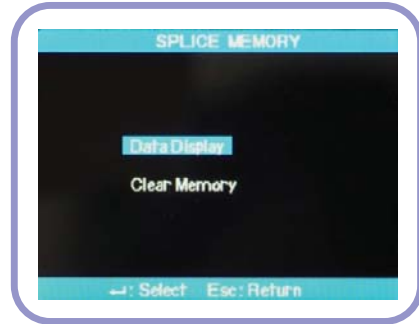 SPLICE MEMORY
Data Display
Clear Memory
↵: Select Esc: Return